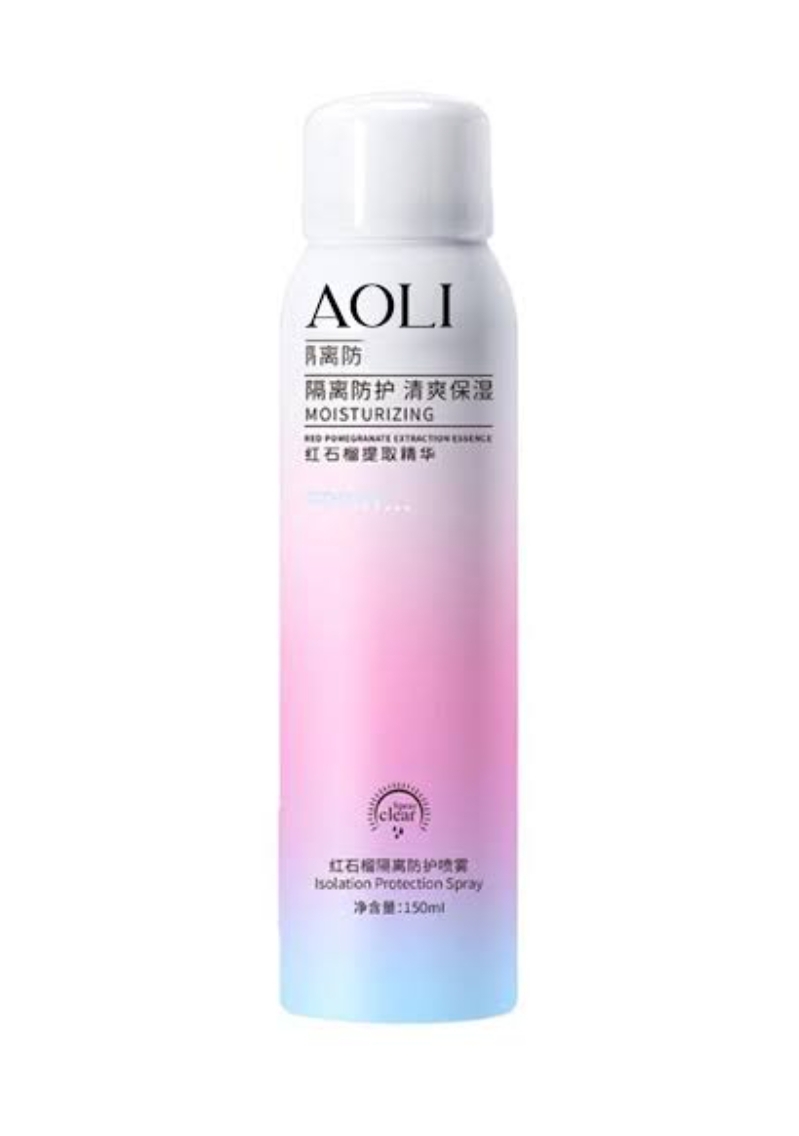 AOLI
隔离防
隔离防护 清爽保湿
MOISTURIZING
RED POMEGRANATE EXTRACTION ESSENCE
红石榴提取精华
Spray
clear
红石榴隔离防护喷雾
Isolation Protection Spray
净含量:150ml